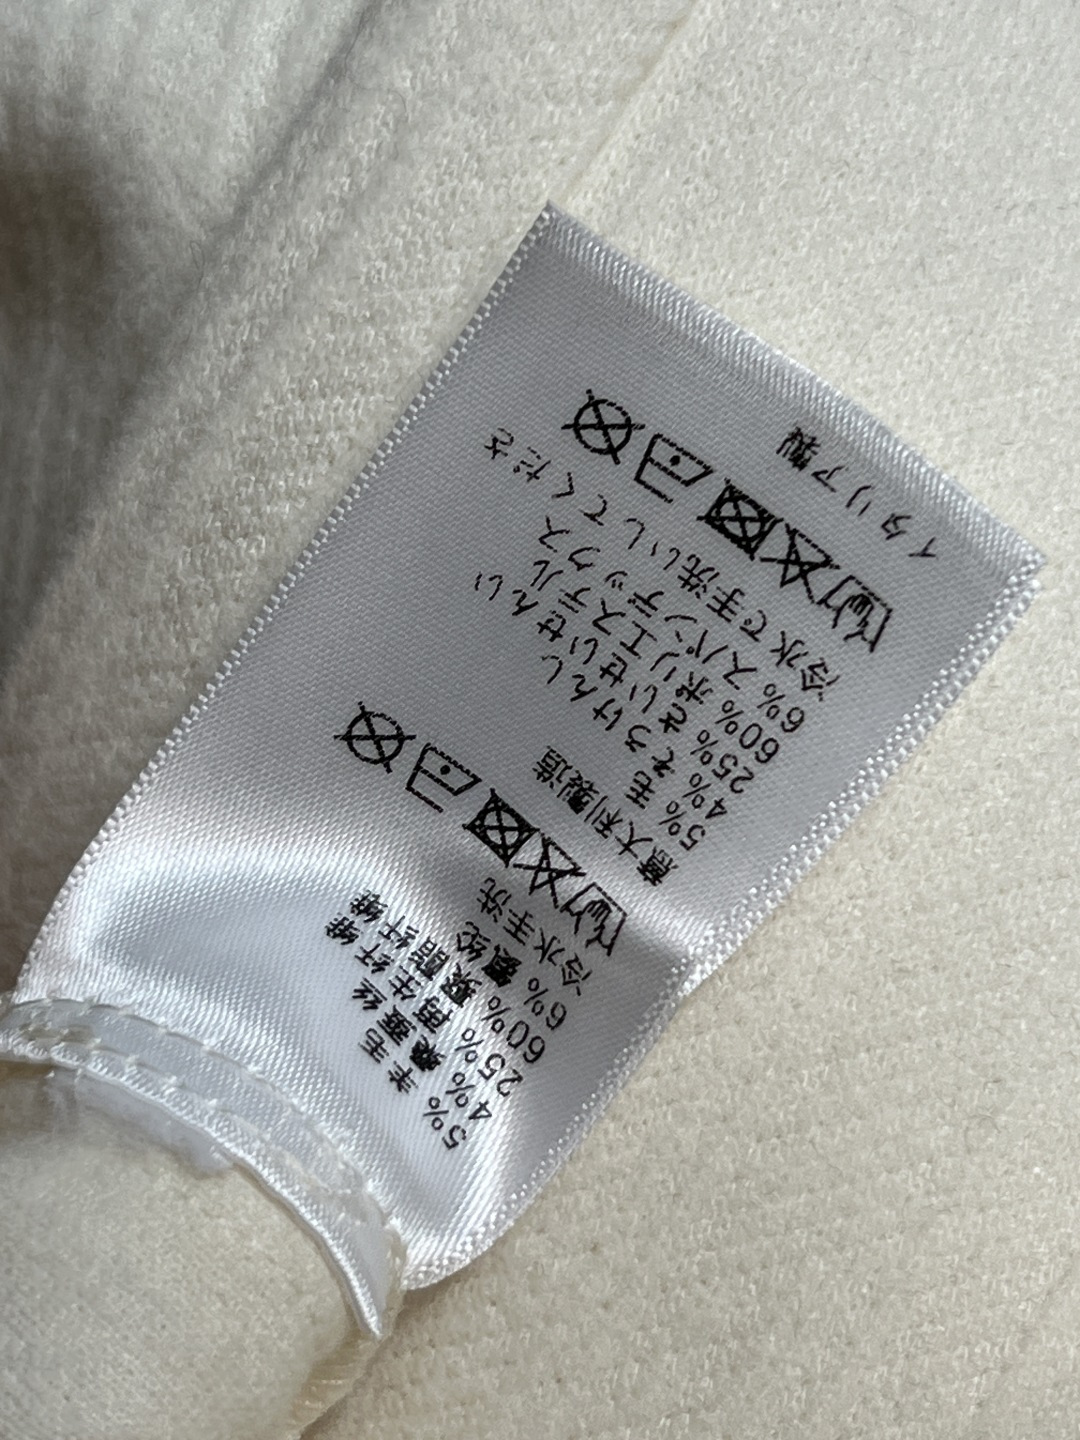 5% 羊毛
4% 桑蚕丝
25% 再生纤维
60% 聚酯纤维
6% 氨纶
冷水手洗
意大利製造
5% 毛
4% そろけんし
25% さいせいせんい
60% ポリエステル
6% スパンデックス
冷水で手洗いしてくださ
イタリア製